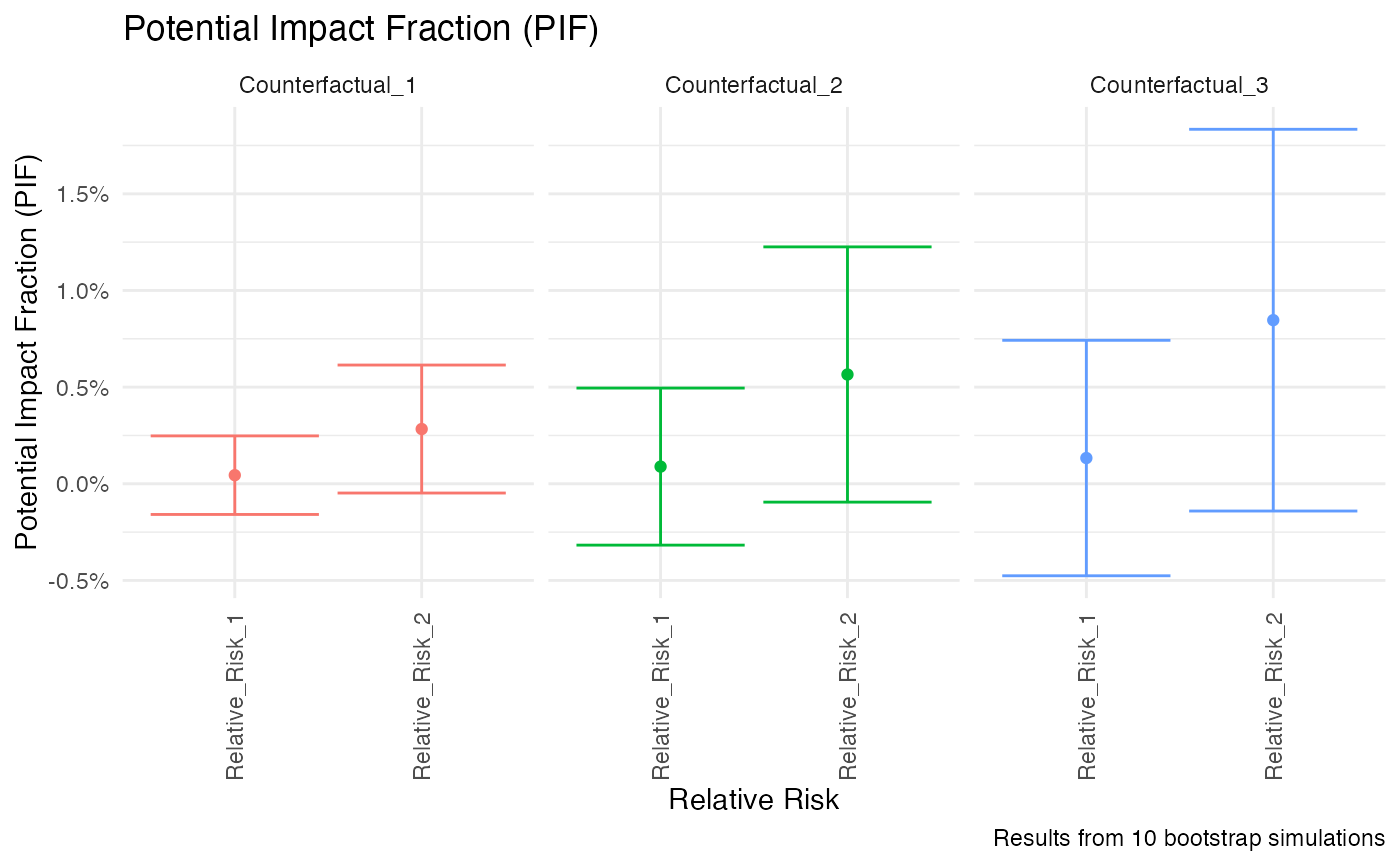 Potential Impact Fraction (PIF)
Counterfactual_1
Counterfactual_2
Counterfactual_3
Potential Impact Fraction (PIF)
1.5%
1.0%
0.5%
0.0%
-0.5%
Relative_Risk_1
Relative_Risk_2
Relative_Risk_1
Relative_Risk_2
Relative_Risk_1
Relative_Risk_2
Relative Risk
Results from 10 bootstrap simulations